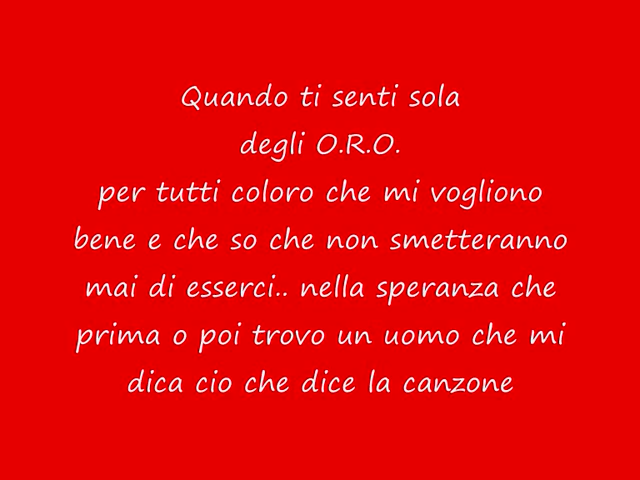 Quando ti senti sola
degli O.R.O.
per tutti coloro che mi vogliono
bene e che so che non smetteranno
mai di esserci.. nella speranza che
prima o poi trovo un uomo che mi
dica cio che dice la canzone